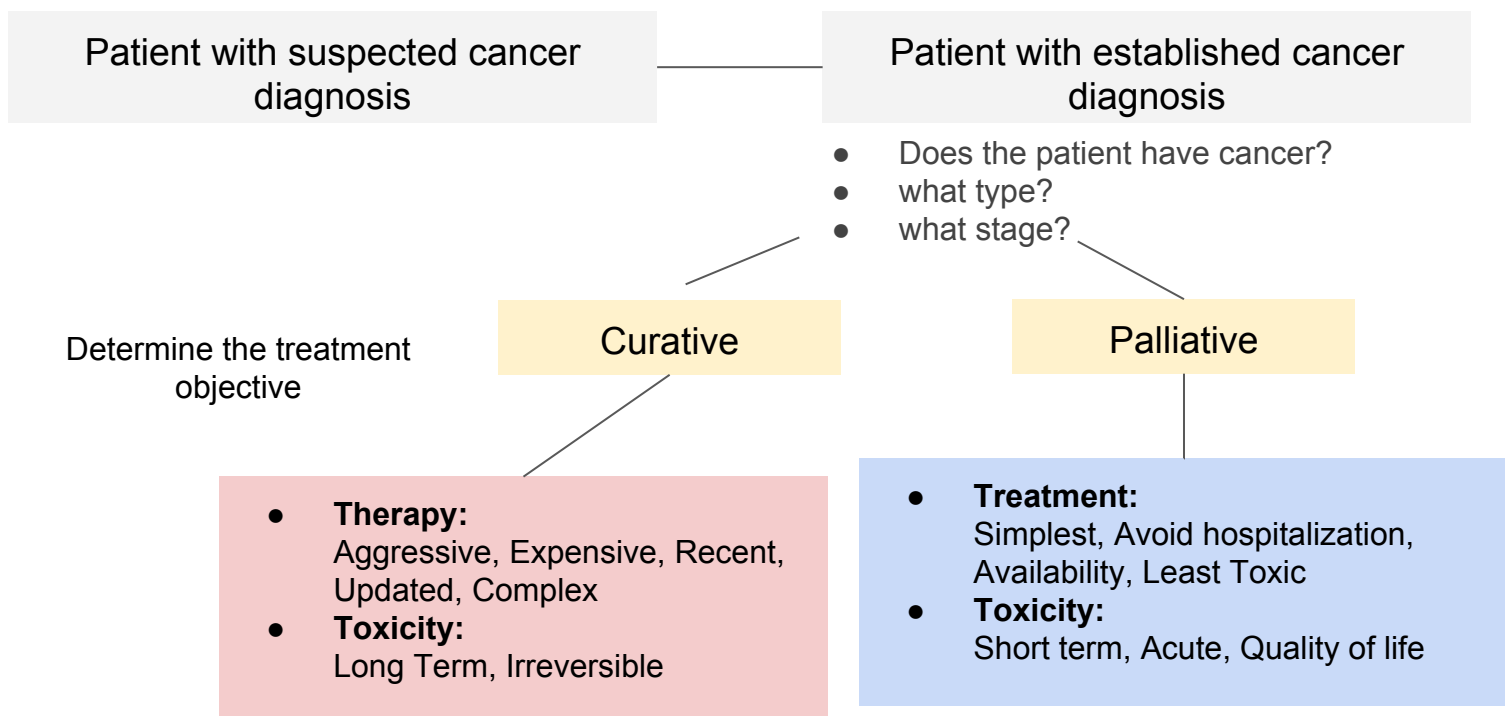 Patient with suspected cancer
diagnosis
Patient with established cancer
diagnosis
● Does the patient have cancer?
● what type?
● what stage?
Determine the treatment
objective
Curative
Palliative
● Therapy:
Aggressive, Expensive, Recent,
Updated, Complex
● Toxicity:
Long Term, Irreversible
● Treatment:
Simplest, Avoid hospitalization,
Availability, Least Toxic
● Toxicity:
Short term, Acute, Quality of life